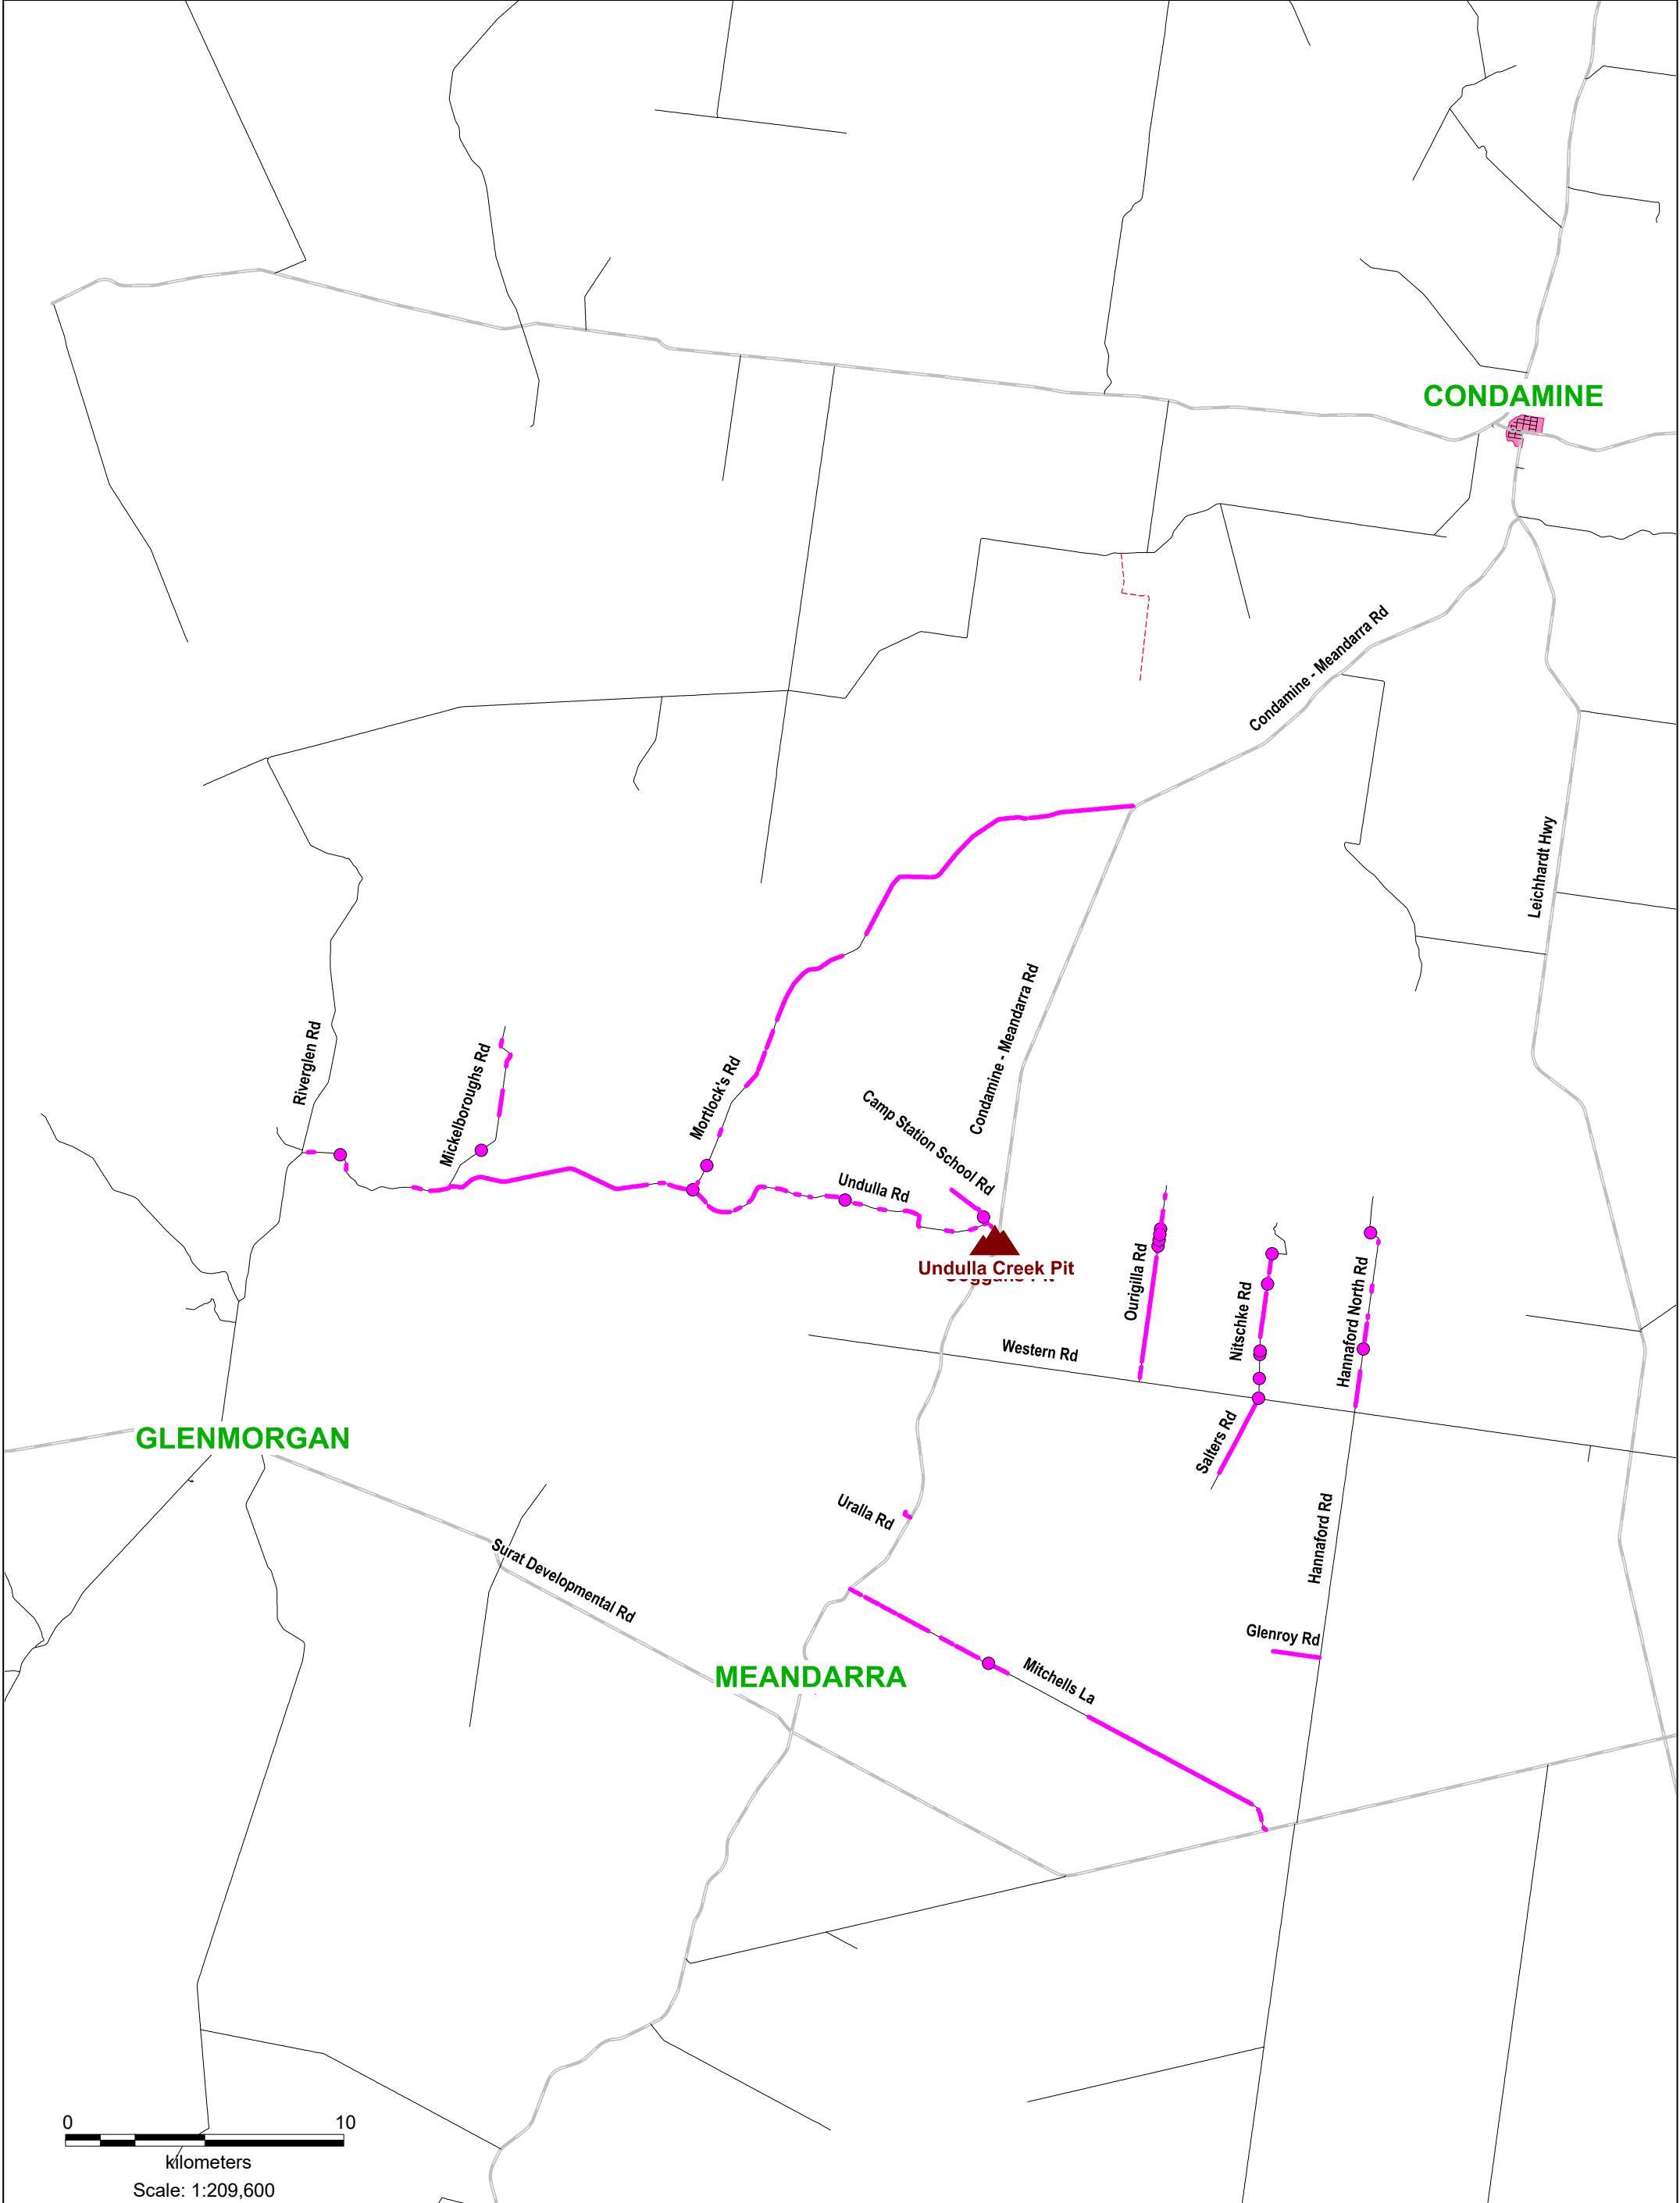 CONDAMINE
Condamine - Meandarra Rd
Leichhardt Hwy
Condamine - Meandarra Rd
Riverglen Rd
Mickelboroughs Rd
Mortlock's Rd
Camp Station School Rd
Undulla Rd
Undulla Creek Pit
Ourigilla Rd
Nitschke Rd
Hannaford North Rd
Western Rd
GLENMORGAN
Salters Rd
Uralla Rd
Hannaford Rd
Surat Developmental Rd
Glenroy Rd
MEANDARRA
Mitchells La
0 10
kilometers
Scale: 1:209,600